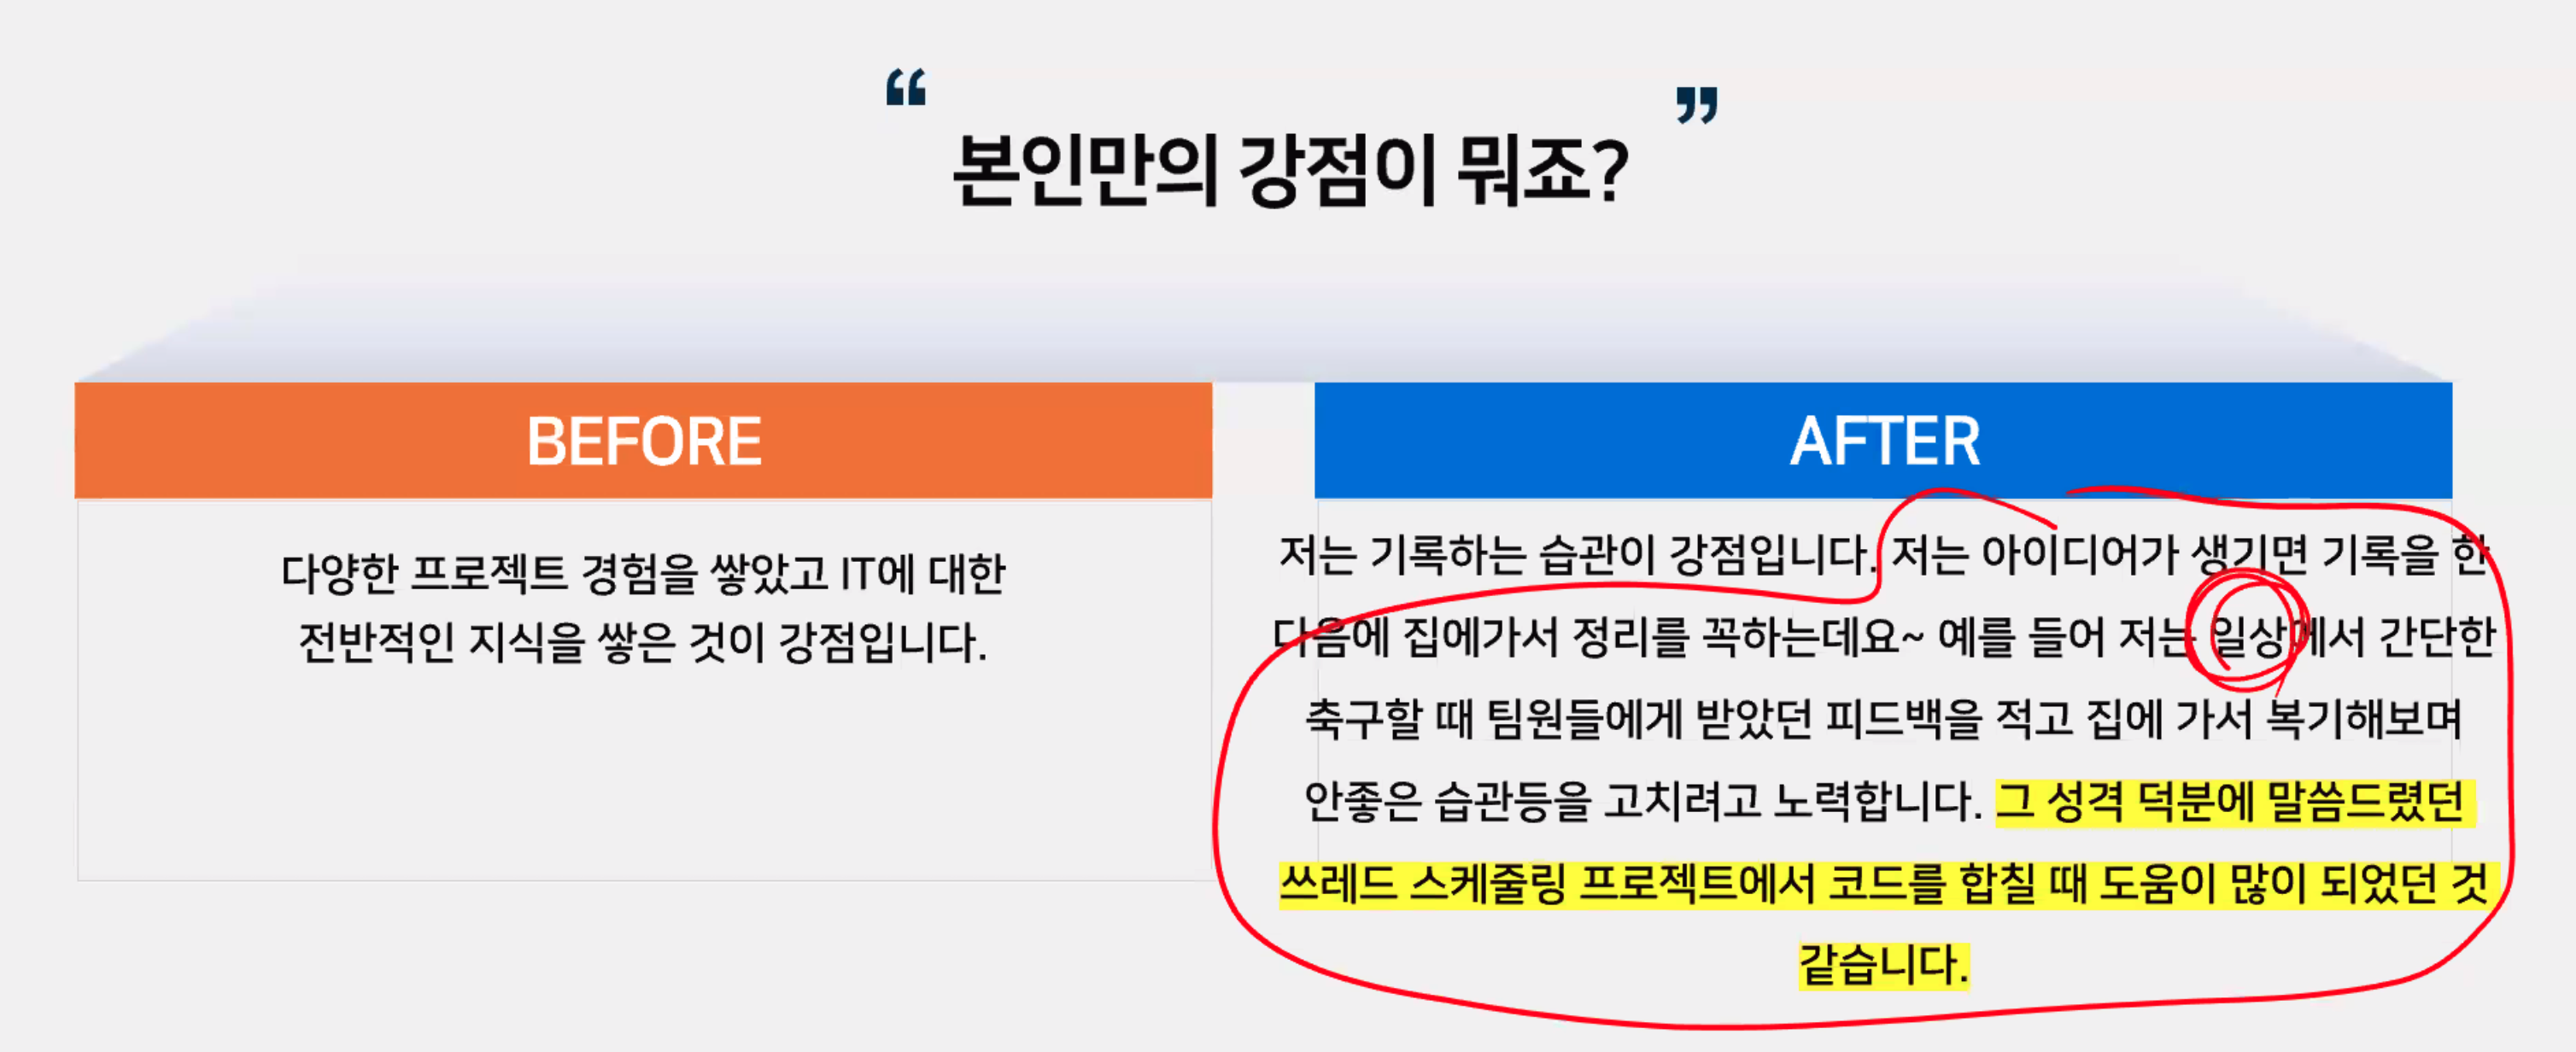 “ ”
본인만의 강점이 뭐죠?
BEFORE
다양한 프로젝트 경험을 쌓았고 IT에 대한
전반적인 지식을 쌓은 것이 강점입니다.
AFTER
저는 기록하는 습관이 강점입니다. 저는 아이디어가 생기면 기록을 한
다음에 집에가서 정리를 꼭하는데요~ 예를 들어 저는 일상에서 간단한
축구할 때 팀원들에게 받았던 피드백을 적고 집에 가서 복기해보며
안좋은 습관등을 고치려고 노력합니다. 그 성격 덕분에 말씀드렸던
쓰레드 스케줄링 프로젝트에서 코드를 합칠 때 도움이 많이 되었던 것
같습니다.